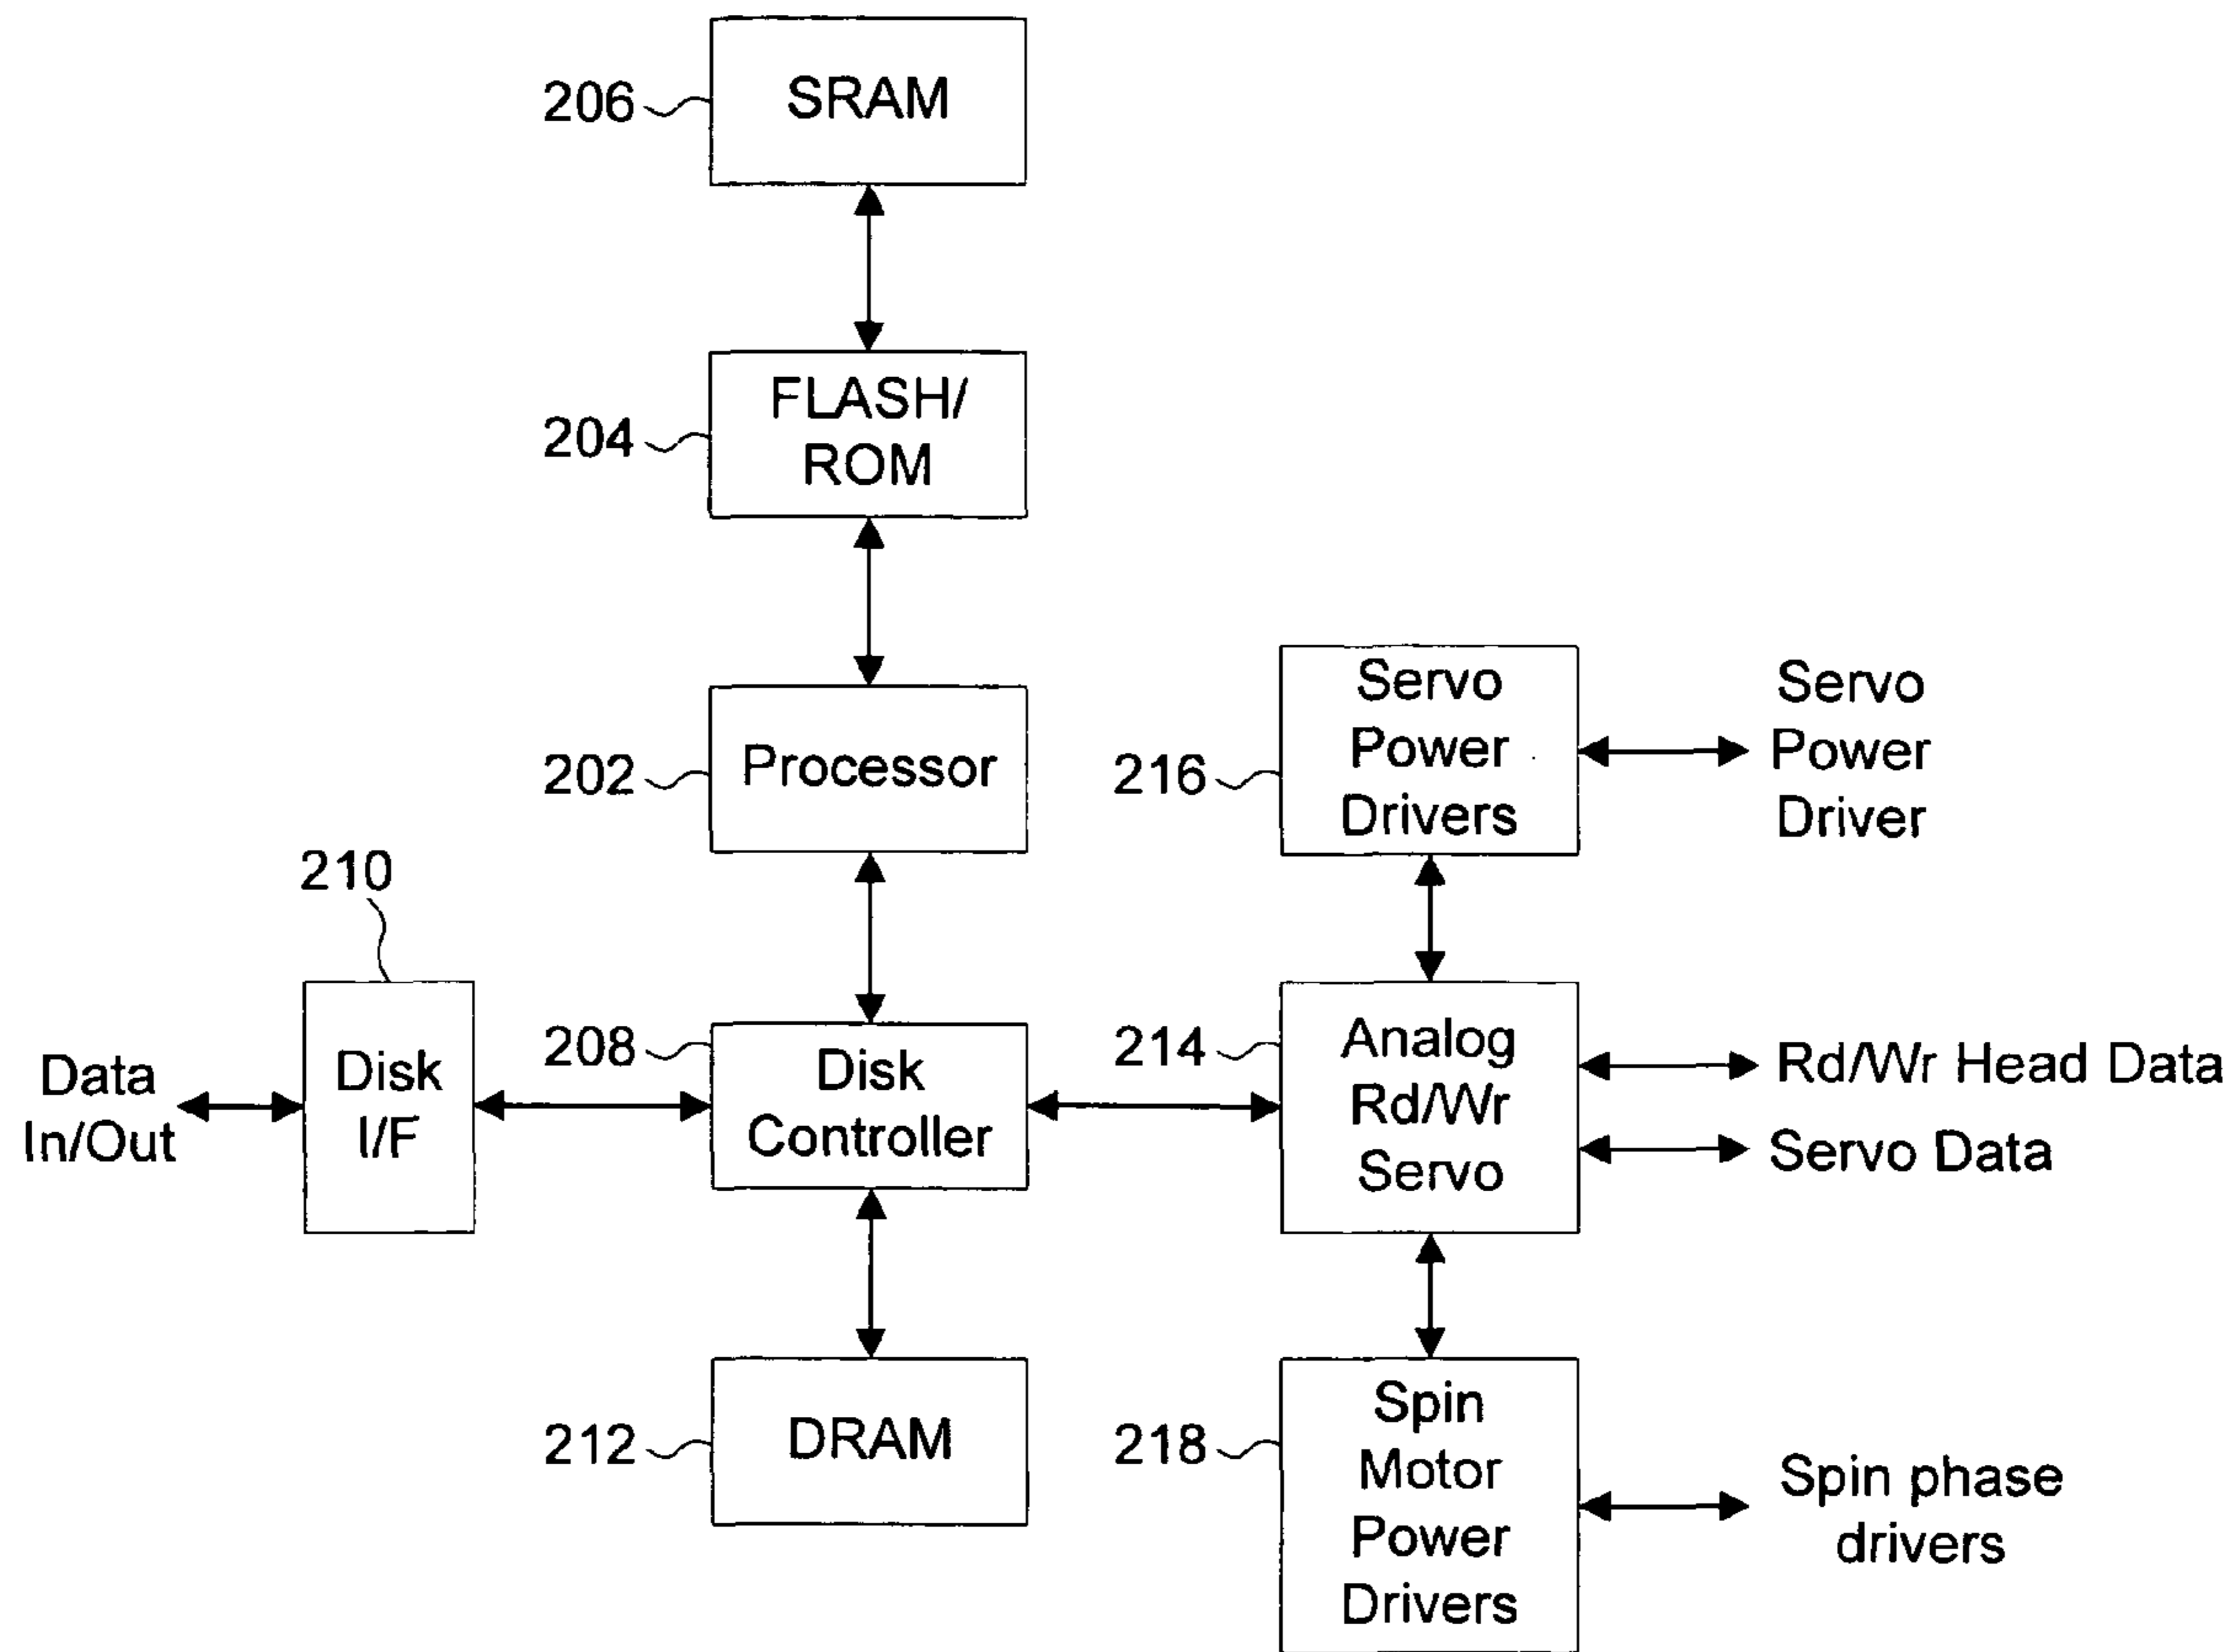 SRAM
206
FLASH/
ROM
204
Processor
202
Servo
Power
Drivers
216
Servo
Power
Driver
210
Data
In/Out
Disk
I/F
208
Disk
Controller
214
Analog
Rd/Wr
Servo
Rd/Wr Head Data
Servo Data
212
DRAM
218
Spin
Motor
Power
Drivers
Spin phase
drivers